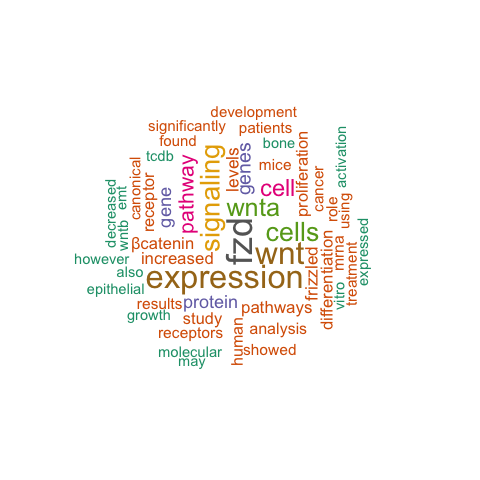 development
significantly
patients
found
bone
tcdb
mice
levels
genes
signaling
pathway
proliferation
cancer
activation
canonical
receptor
gene
cell
role
using
decreased
emt
wntb
wnta
fzd
cells
wnt
βcatenin
however
increased
also
expression
epithelial
frizzled
differentiation
mrna
vitro
treatment
expressed
results
protein
pathways
growth
study
receptors
analysis
human
showed
molecular
may